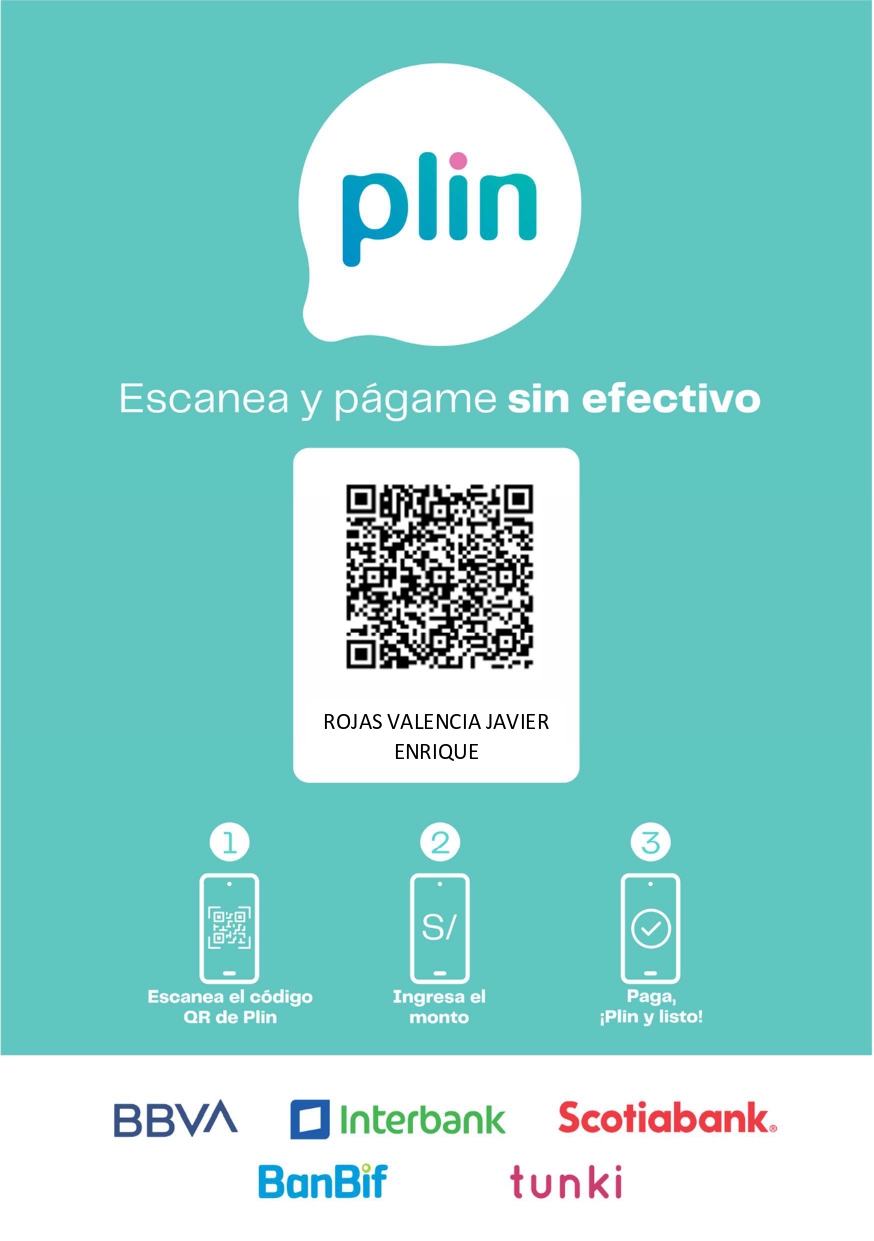 plin
Escanea y págame sin efectivo
ROJAS VALENCIA JAVIER
ENRIQUE
1
2
3
S/
Escanea el código
QR de Plin
Ingresa el
monto
Paga,
¡Plin y listo!
BBVA
Interbank
Scotiabank®
BanBif
tunki